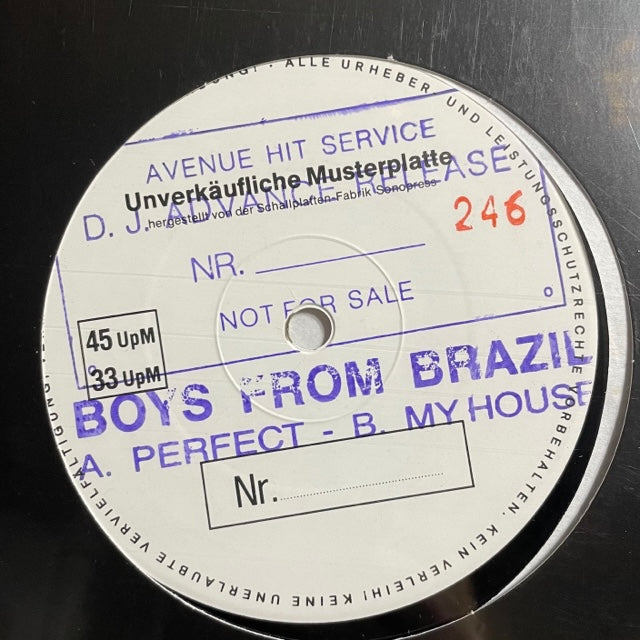 AVENUE HIT SERVICE
Unverkäufliche Musterplatte
D. J. ADVANCE RELEASE
hergestellt von der Schallplatten-Fabrik Sonopress
246
NR.
NOT FOR SALE
45 UpM
33 UpM
BOYS FROM BRAZIL
A. PERFECT - B. MY HOUSE
Nr.
ALLE URHEBER- UND LEISTUNGSSCHUTZRECHTE VORBEHALTEN. KEIN VERLEIH! KEINE UNERLAUBTE VERVIELFÄLTIGUNG